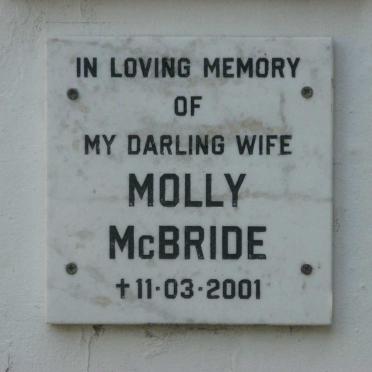 IN LOVING MEMORY
OF
MY DARLING WIFE
MOLLY
McBRIDE
✝11-03-2001